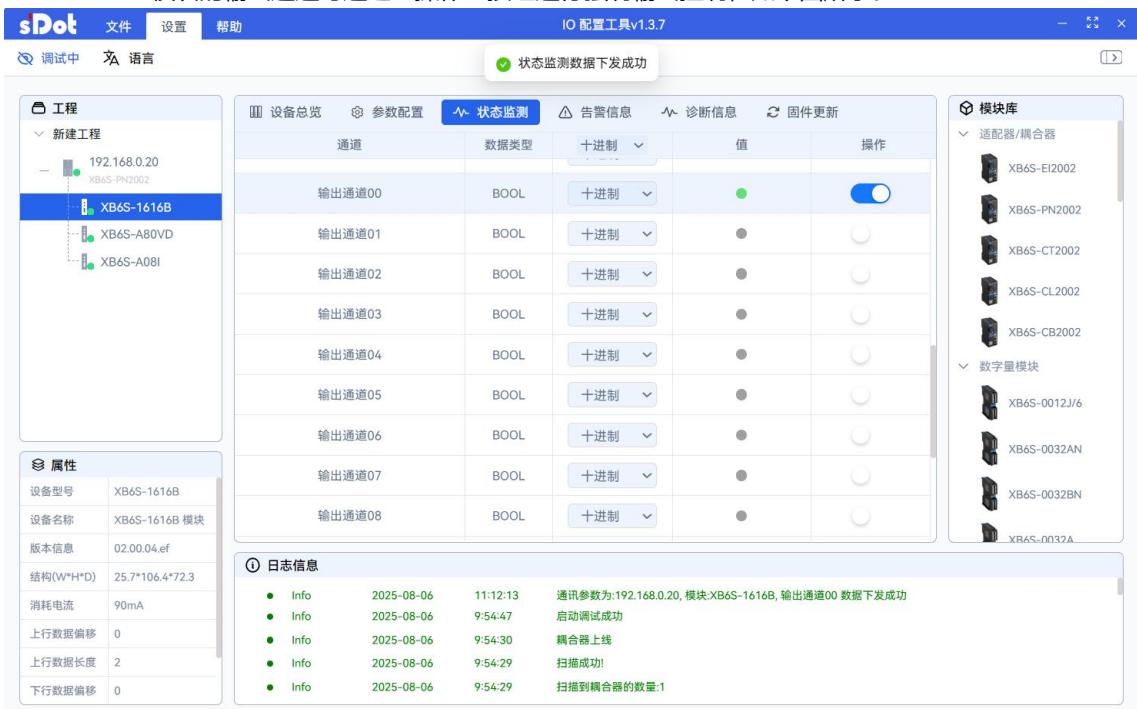 sDot 文件 设置 帮助 IO 配置工具v1.3.7
调试中 语言
状态监测数据下发成功
工程
新建工程
192.168.0.20
XB6S-PN2002
XB6S-1616B
XB6S-A80VD
XB6S-A08I
属性
设备型号 XB6S-1616B
设备名称 XB6S-1616B 模块
版本信息 02.00.04.ef
结构(W*H*D) 25.7*106.4*72.3
消耗电流 90mA
上行数据偏移 0
上行数据长度 2
下行数据偏移 0
设备总览 参数配置 状态监测 告警信息 诊断信息 固件更新
通道 数据类型 十进制 值 操作
输出通道00 BOOL 十进制
输出通道01 BOOL 十进制
输出通道02 BOOL 十进制
输出通道03 BOOL 十进制
输出通道04 BOOL 十进制
输出通道05 BOOL 十进制
输出通道06 BOOL 十进制
输出通道07 BOOL 十进制
输出通道08 BOOL 十进制
日志信息
Info 2025-08-06 11:12:13 通讯参数为:192.168.0.20, 模块:XB6S-1616B, 输出通道00 数据下发成功
Info 2025-08-06 9:54:47 启动调试成功
Info 2025-08-06 9:54:30 耦合器上线
Info 2025-08-06 9:54:29 扫描成功!
Info 2025-08-06 9:54:29 扫描到耦合器的数量:1
模块库
适配器/耦合器
XB6S-EI2002
XB6S-PN2002
XB6S-CT2002
XB6S-CL2002
XB6S-CB2002
数字量模块
XB6S-0012J/6
XB6S-0032AN
XB6S-0032BN
XB6S-0032A